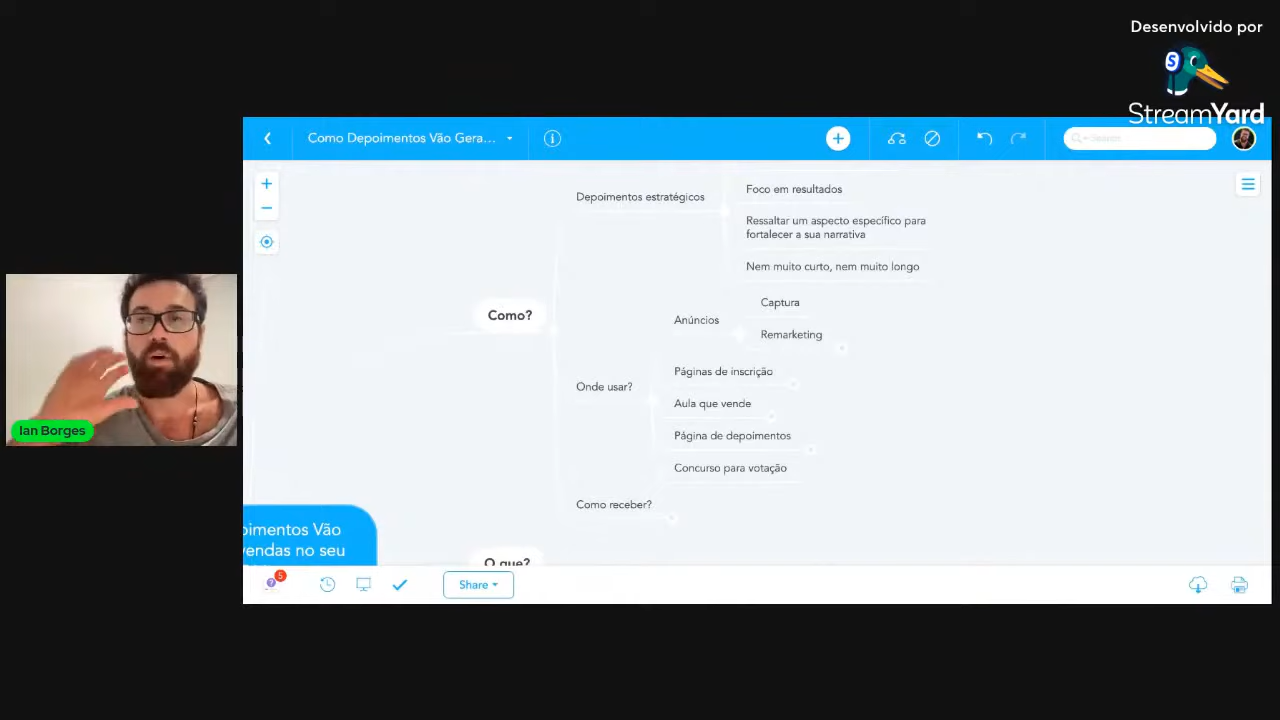 Desenvolvido por
StreamYard
Como Depoimentos Vão Gera...
Search
Depoimentos estratégicos
Foco em resultados
Ressaltar um aspecto específico para
fortalecer a sua narrativa
Nem muito curto, nem muito longo
Como?
Anúncios
Captura
Remarketing
Onde usar?
Páginas de inscrição
Aula que vende
Página de depoimentos
Concurso para votação
Como receber?
Ian Borges
oimentos Vão
vendas no seu
O que?
5
Share